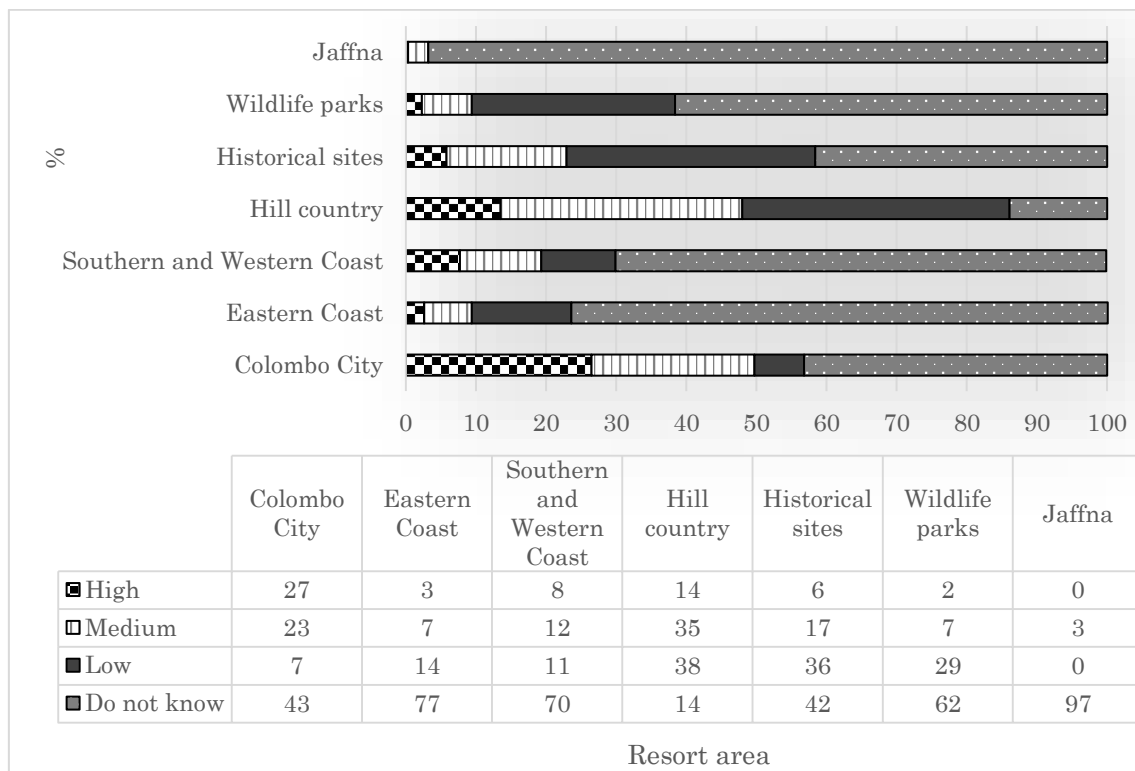 Jaffna
Wildlife parks
%
Historical sites
Hill country
Southern and Western Coast
Eastern Coast
Colombo City
0 10 20 30 40 50 60 70 80 90 100
Colombo City Eastern Coast Southern and Western Coast Hill country Historical sites Wildlife parks Jaffna
High 27 3 8 14 6 2 0
Medium 23 7 12 35 17 7 3
Low 7 14 11 38 36 29 0
Do not know 43 77 70 14 42 62 97
Resort area